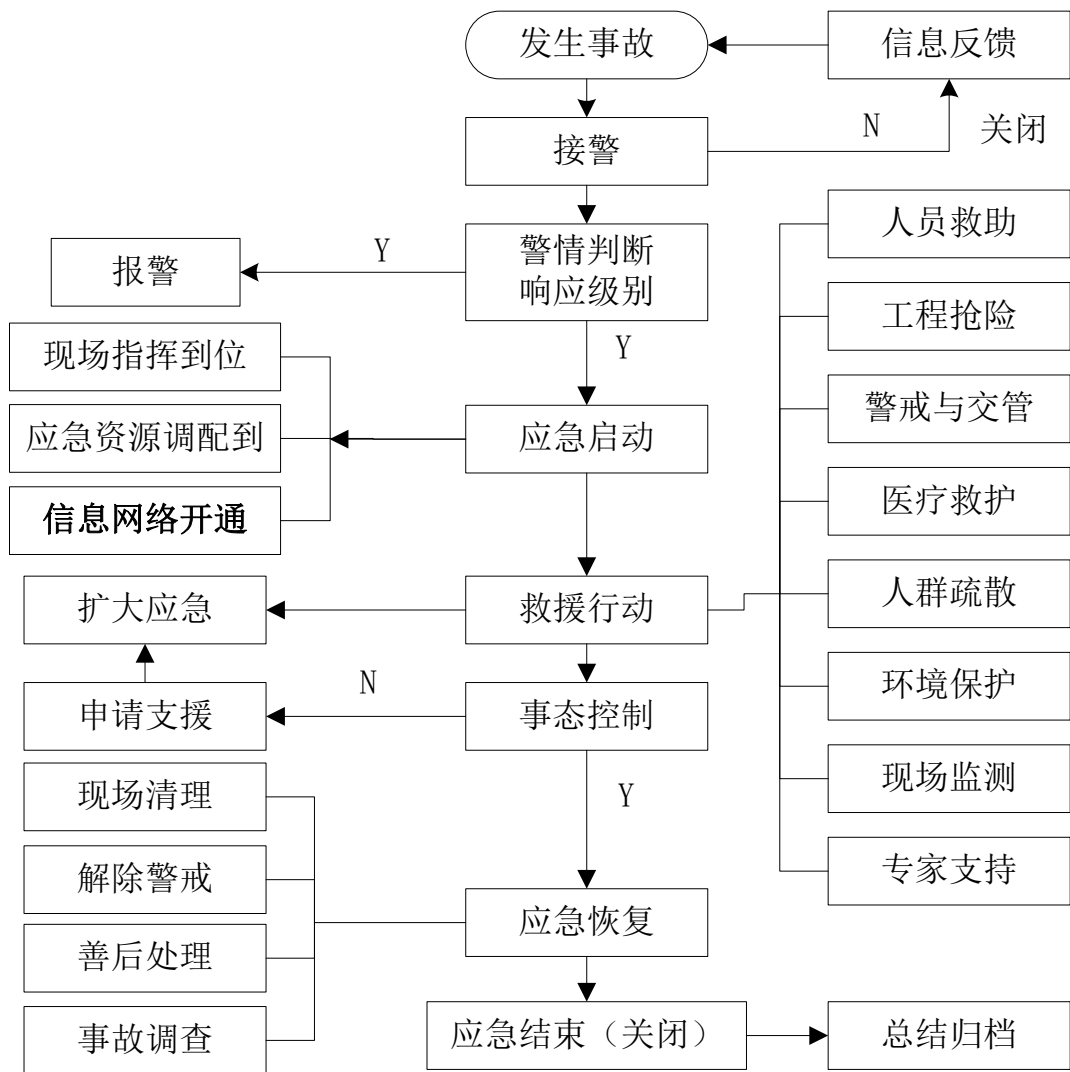 发生事故
信息反馈
接警
N
关闭
警情判断
响应级别
Y
报警
人员救助
Y
工程抢险
现场指挥到位
应急资源调配到
应急启动
警戒与交管
信息网络开通
医疗救护
扩大应急
救援行动
人群疏散
N
申请支援
事态控制
环境保护
现场清理
Y
现场监测
解除警戒
应急恢复
专家支持
善后处理
事故调查
应急结束（关闭）
总结归档